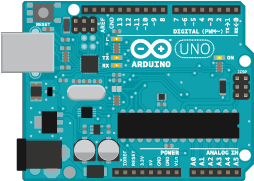 RESET
AREF
GND
13
12
~11
~10
~9
8
7
~6
~5
4
~3
2
TX→1
RX←0
DIGITAL (PWM~)
L
TX
RX
UNO
ARDUINO
ON
ICSP
POWER
ANALOG IN
IOREF
RESET
3.3V
5V
GND
GND
Vin
A0
A1
A2
A3
A4
A5